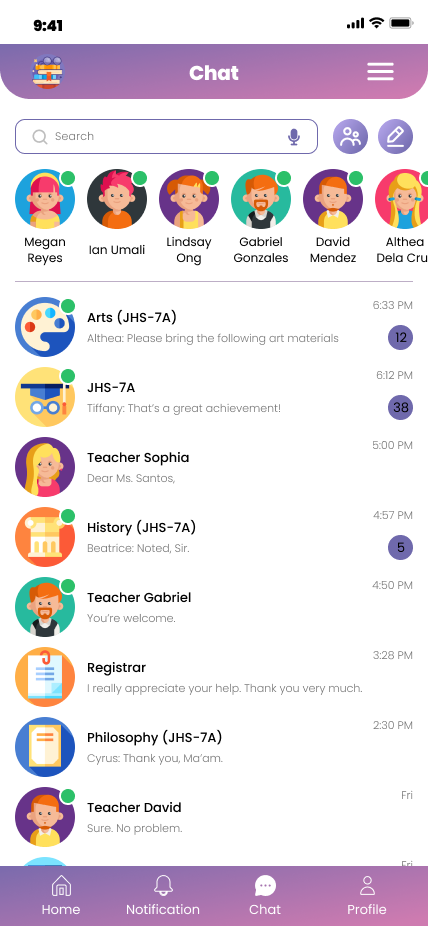 9:41
Chat
Search
Megan
Reyes
Ian Umali
Lindsay
Ong
Gabriel
Gonzales
David
Mendez
Althea
Dela Cru
6:33 PM
Arts (JHS-7A)
Althea: Please bring the following art materials
12
6:12 PM
JHS-7A
Tiffany: That's a great achievement!
38
5:00 PM
Teacher Sophia
Dear Ms. Santos,
4:57 PM
History (JHS-7A)
Beatrice: Noted, Sir.
5
4:50 PM
Teacher Gabriel
You're welcome.
3:28 PM
Registrar
I really appreciate your help. Thank you very much.
2:30 PM
Philosophy (JHS-7A)
Cyrus: Thank you, Ma'am.
Fri
Teacher David
Sure. No problem.
Fri
Home
Notification
Chat
Profile